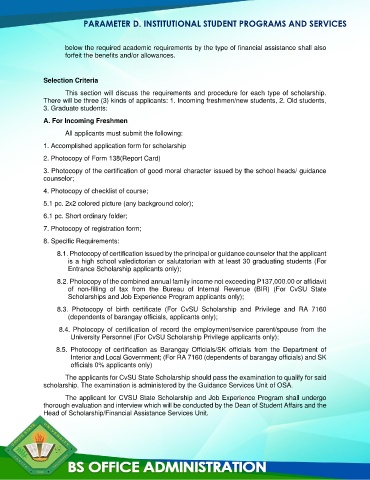 PARAMETER D. INSTITUTIONAL STUDENT PROGRAMS AND SERVICES
below the required academic requirements by the type of financial assistance shall also
forfeit the benefits and/or allowances.
Selection Criteria
This section will discuss the requirements and procedure for each type of scholarship.
There will be three (3) kinds of applicants: 1. Incoming freshmen/new students, 2. Old students,
3. Graduate students;
A. For Incoming Freshmen
All applicants must submit the following:
1. Accomplished application form for scholarship
2. Photocopy of Form 138(Report Card)
3. Photocopy of the certification of good moral character issued by the school heads/ guidance
counselor;
4. Photocopy of checklist of course;
5.1 pc. 2x2 colored picture (any background color);
6.1 pc. Short ordinary folder;
7. Photocopy of registration form;
8. Specific Requirements:
8.1. Photocopy of certification issued by the principal or guidance counselor that the applicant
is a high school valedictorian or salutatorian with at least 30 graduating students (For
Entrance Scholarship applicants only);
8.2. Photocopy of the combined annual family income not exceeding P137,000.00 or affidavit
of non-filing of tax from the Bureau of Internal Revenue (BIR) (For CvSU State
Scholarships and Job Experience Program applicants only);
8.3. Photocopy of birth certificate (For CvSU Scholarship and Privilege and RA 7160
(dependents of barangay officials, applicants only);
8.4. Photocopy of certification of record the employment/service parent/spouse from the
University Personnel (For CvSU Scholarship Privilege applicants only);
8.5. Photocopy of certification as Barangay Officials/SK officials from the Department of
Interior and Local Government; (For RA 7160 (dependents of barangay officials) and SK
officials 0% applicants only)
The applicants for CvSU State Scholarship should pass the examination to qualify for said
scholarship. The examination is administered by the Guidance Services Unit of OSA.
The applicant for CVSU State Scholarship and Job Experience Program shall undergo
thorough evaluation and interview which will be conducted by the Dean of Student Affairs and the
Head of Scholarship/Financial Assistance Services Unit.
BS OFFICE ADMINISTRATION